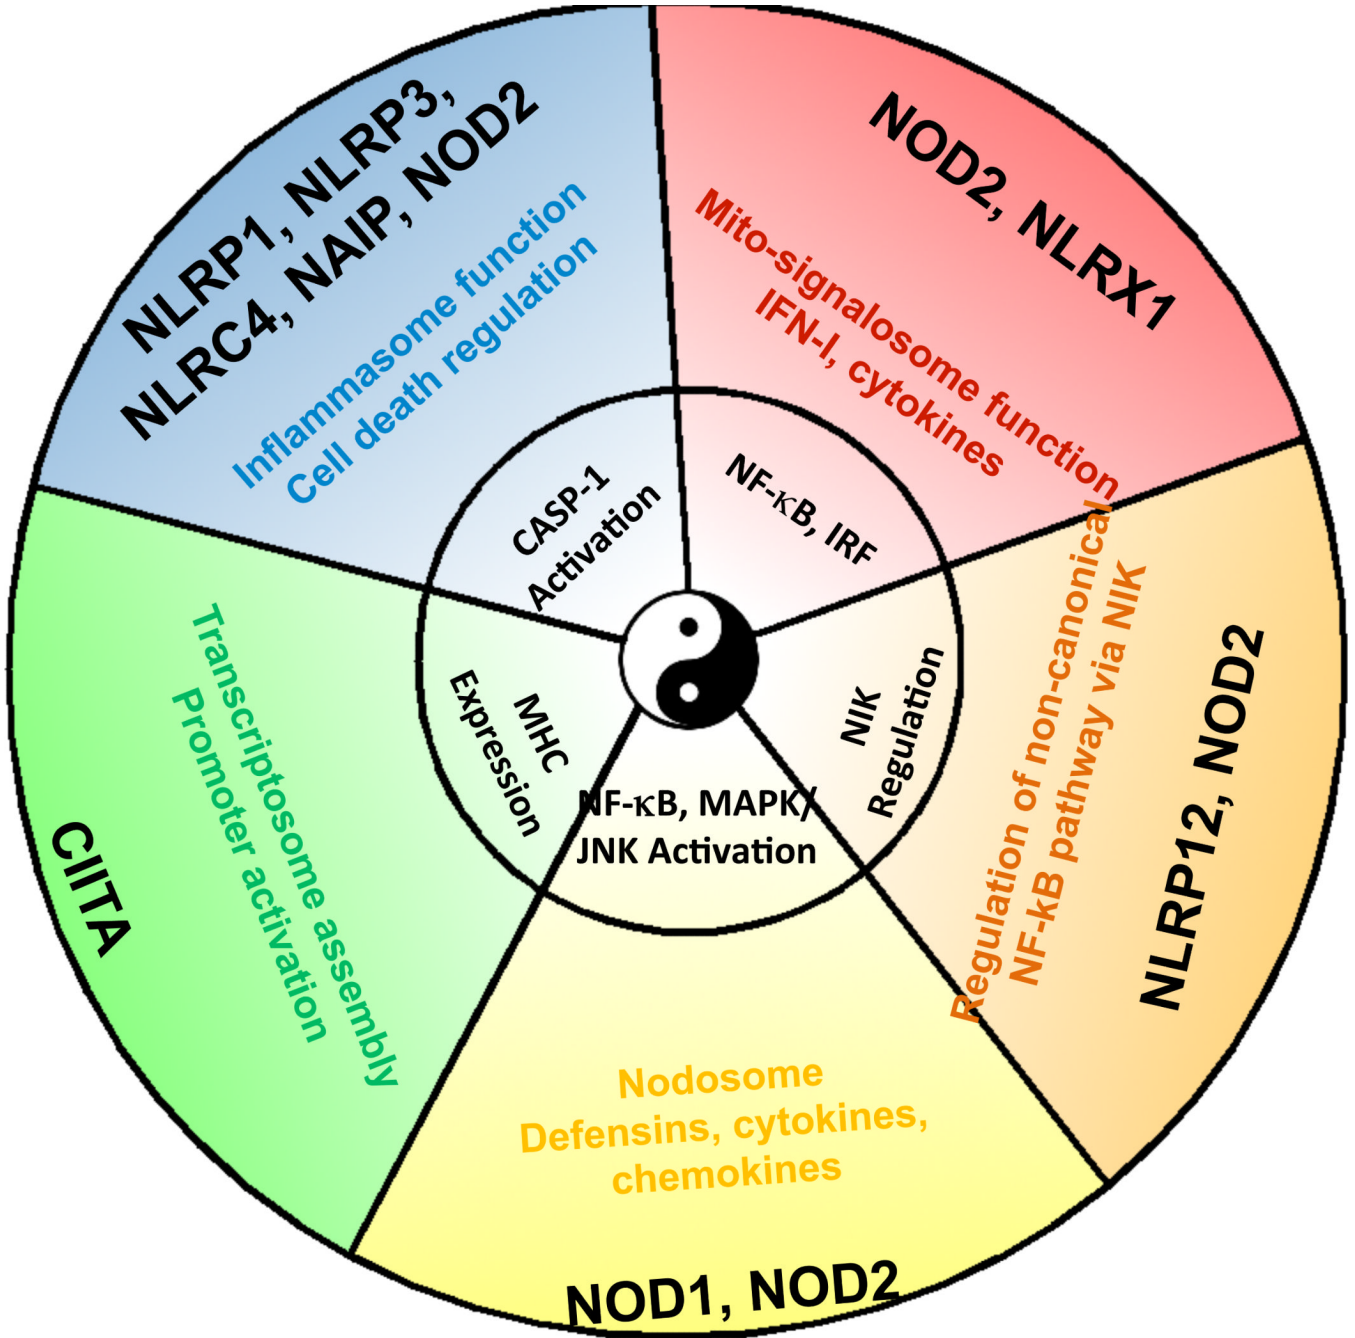 NLRP1, NLRP3,
NLRC4, NAIP, NOD2
Inflammasome function
Cell death regulation
CASP-1
Activation
NOD2, NLRX1
Mito-signalosome function
IFN-I, cytokines
NF-κB, IRF
NLRP12, NOD2
Regulation of non-canonical
NF-kB pathway via NIK
NIK
Regulation
NF-κB, MAPK/
JNK Activation
Nodosome
Defensins, cytokines,
chemokines
NOD1, NOD2
MHC
Expression
Transcriptosome assembly
Promoter activation
CIITA